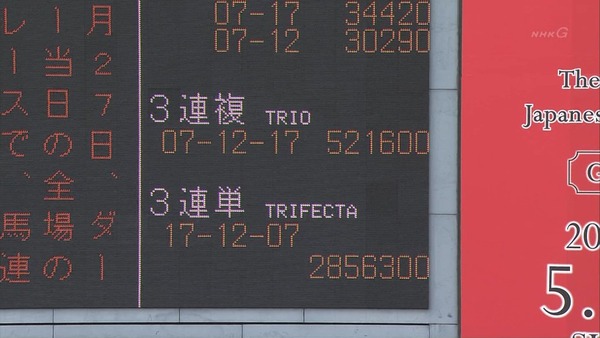 月27日、ダー
ー当日の全場の
レースで、馬連
07-17 34420
07-12 30290
3連複 TRIO
07-12-17 521600
3連単 TRIFECTA
17-12-07
2856300
NHK G
The
Japanes
G
20
5.